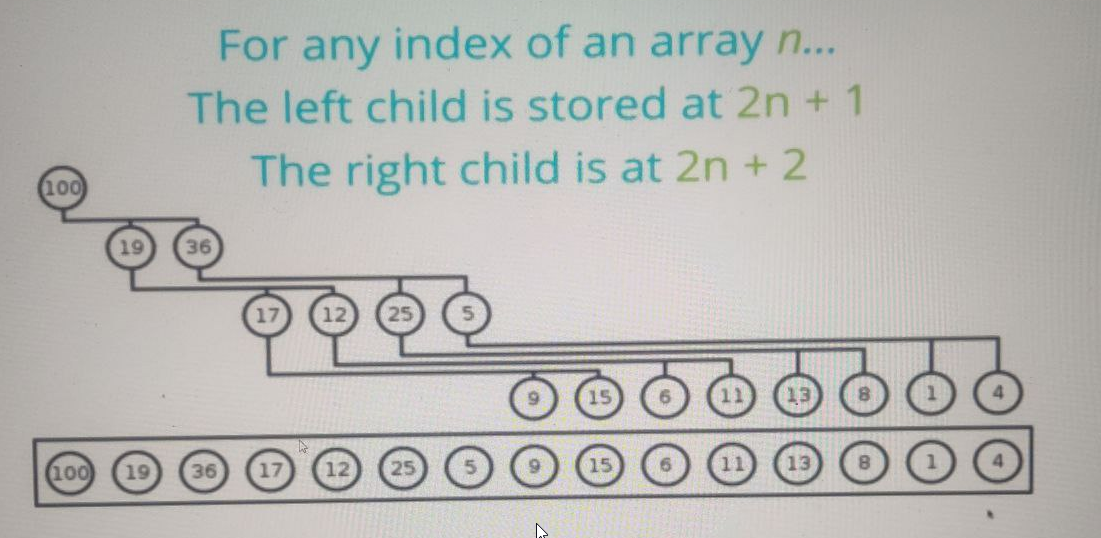 For any index of an array n...
The left child is stored at 2n + 1
The right child is at 2n + 2
100
19 36
17 12 25 5
9 15 6 11 13 8 1 4
100 19 36 17 12 25 5 9 15 6 11 13 8 1 4